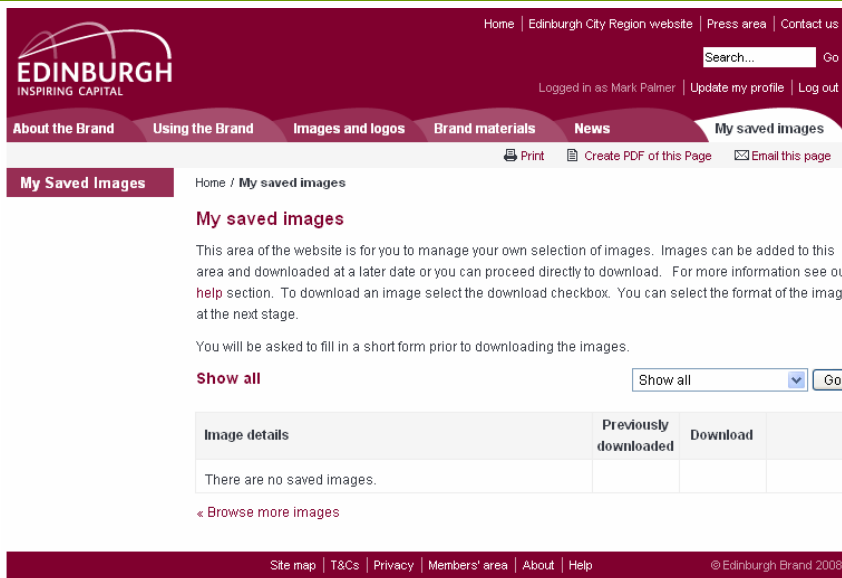 Home | Edinburgh City Region website | Press area | Contact us
EDINBURGH
INSPIRING CAPITAL
Search... Go
Logged in as Mark Palmer | Update my profile | Log out
About the Brand Using the Brand Images and logos Brand materials News My saved images
Print Create PDF of this Page Email this page
My Saved Images
Home / My saved images
My saved images
This area of the website is for you to manage your own selection of images. Images can be added to this
area and downloaded at a later date or you can proceed directly to download. For more information see ou
help section. To download an image select the download checkbox. You can select the format of the imag
at the next stage.
You will be asked to fill in a short form prior to downloading the images.
Show all Show all Go
Image details Previously downloaded Download
There are no saved images.
« Browse more images
Site map | T&Cs | Privacy | Members' area | About | Help © Edinburgh Brand 2008